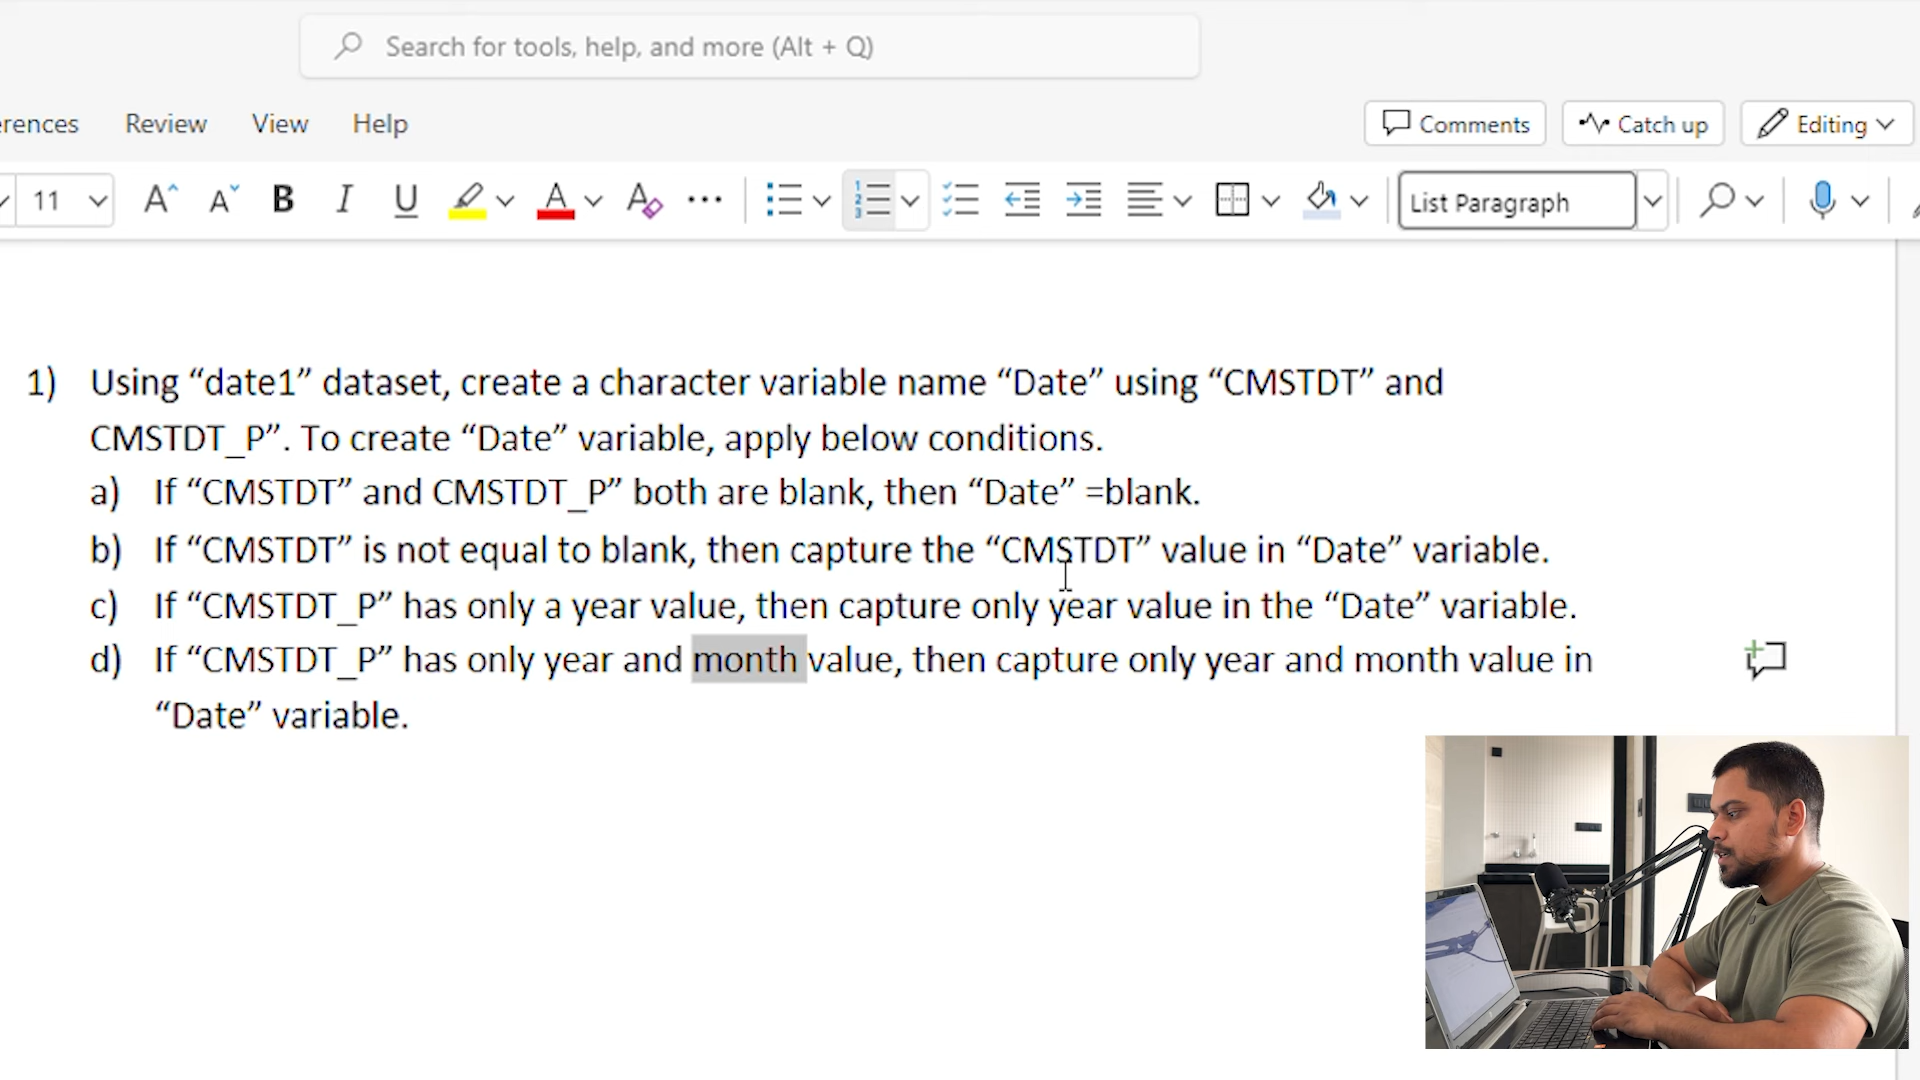 Search for tools, help, and more (Alt + Q)
erences Review View Help Comments Catch up Editing
11 A A B I U A A List Paragraph
1) Using “date1” dataset, create a character variable name “Date” using “CMSTDT” and
CMSTDT_P”. To create “Date” variable, apply below conditions.
a) If “CMSTDT” and CMSTDT_P” both are blank, then “Date” =blank.
b) If “CMSTDT” is not equal to blank, then capture the “CMSTDT” value in “Date” variable.
c) If “CMSTDT_P” has only a year value, then capture only year value in the “Date” variable.
d) If “CMSTDT_P” has only year and month value, then capture only year and month value in
“Date” variable.